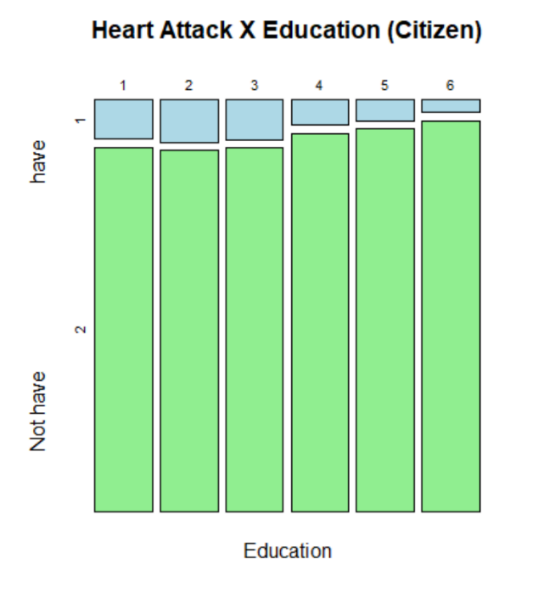 Heart Attack X Education (Citizen)
1 2 3 4 5 6
1
have
2
Not have
Education